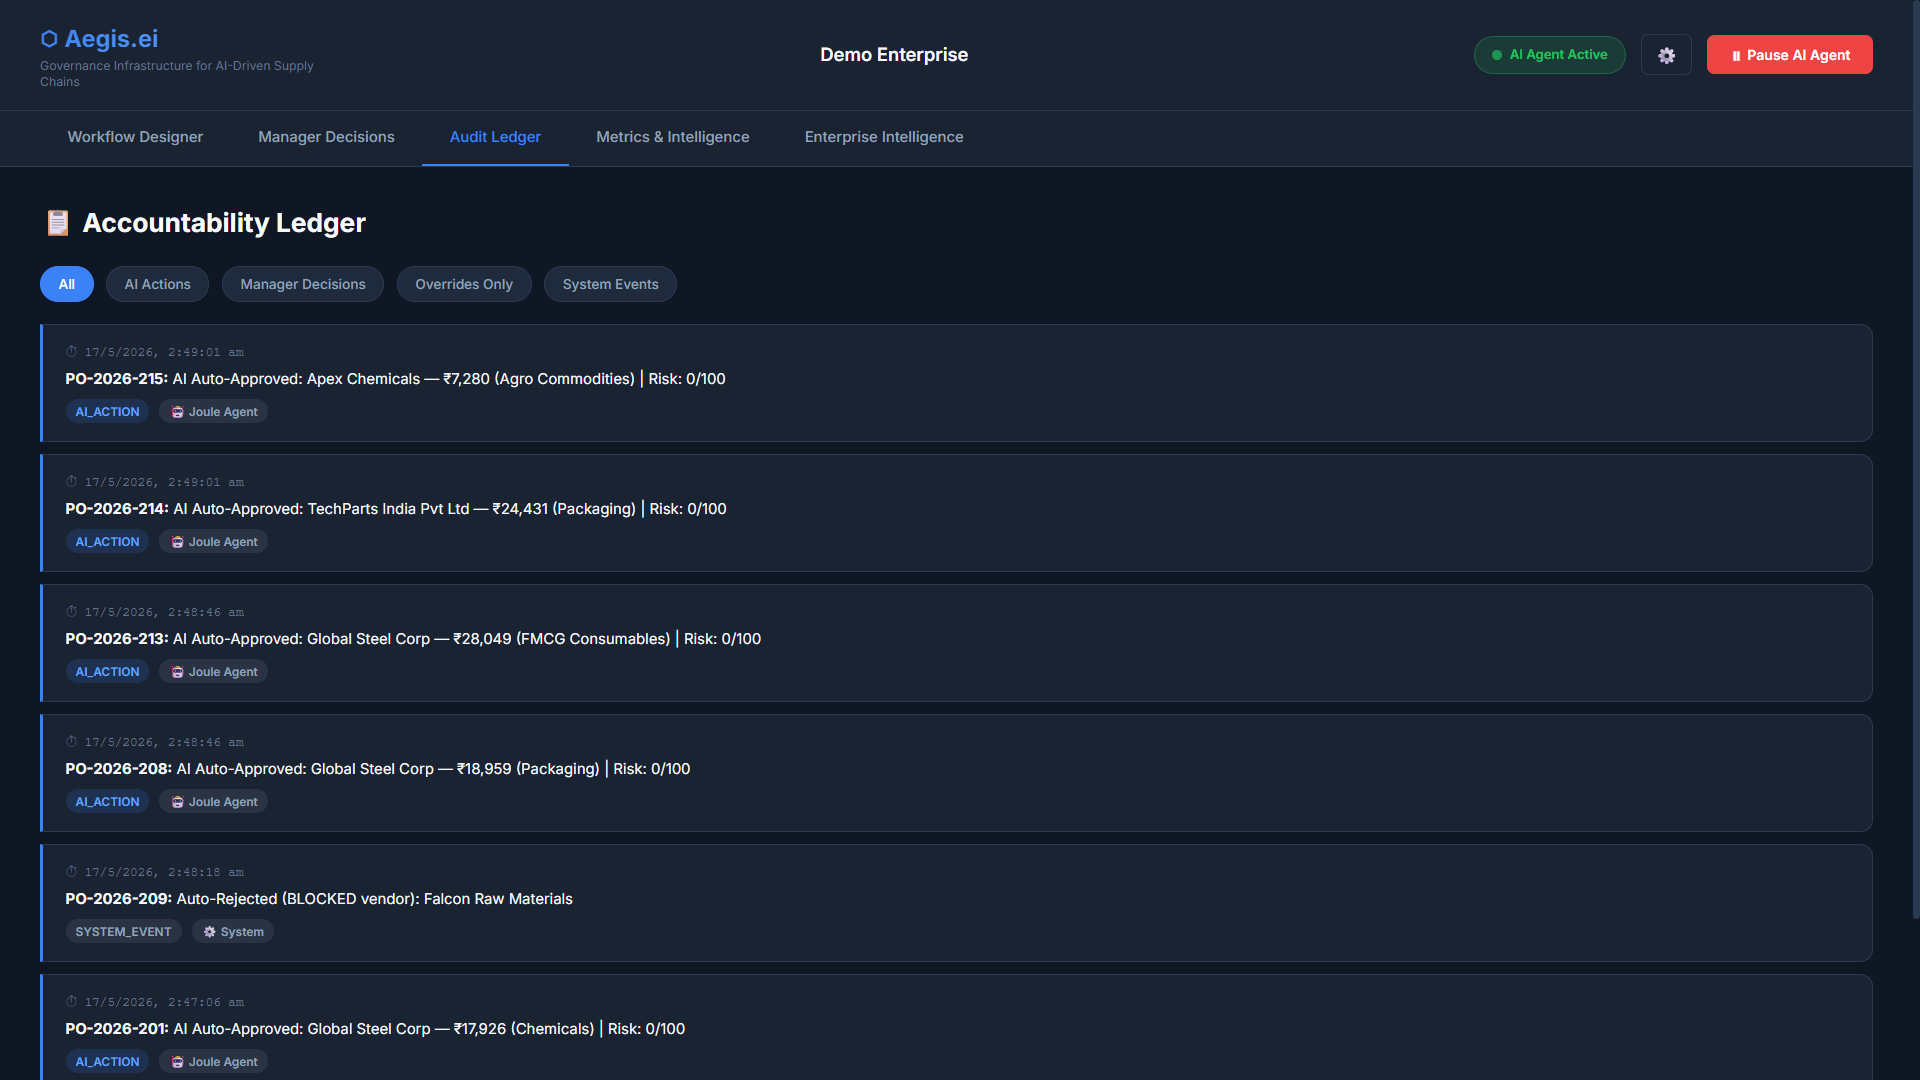 Aegis.ei
Governance Infrastructure for AI-Driven Supply
Chains
Demo Enterprise
AI Agent Active
Pause AI Agent
Workflow Designer
Manager Decisions
Audit Ledger
Metrics & Intelligence
Enterprise Intelligence
Accountability Ledger
All
AI Actions
Manager Decisions
Overrides Only
System Events
17/5/2026, 2:49:01 am
PO-2026-215: AI Auto-Approved: Apex Chemicals — ₹7,280 (Agro Commodities) | Risk: 0/100
AI_ACTION
Joule Agent
17/5/2026, 2:49:01 am
PO-2026-214: AI Auto-Approved: TechParts India Pvt Ltd — ₹24,431 (Packaging) | Risk: 0/100
AI_ACTION
Joule Agent
17/5/2026, 2:48:46 am
PO-2026-213: AI Auto-Approved: Global Steel Corp — ₹28,049 (FMCG Consumables) | Risk: 0/100
AI_ACTION
Joule Agent
17/5/2026, 2:48:46 am
PO-2026-208: AI Auto-Approved: Global Steel Corp — ₹18,959 (Packaging) | Risk: 0/100
AI_ACTION
Joule Agent
17/5/2026, 2:48:18 am
PO-2026-209: Auto-Rejected (BLOCKED vendor): Falcon Raw Materials
SYSTEM_EVENT
System
17/5/2026, 2:47:06 am
PO-2026-201: AI Auto-Approved: Global Steel Corp — ₹17,926 (Chemicals) | Risk: 0/100
AI_ACTION
Joule Agent